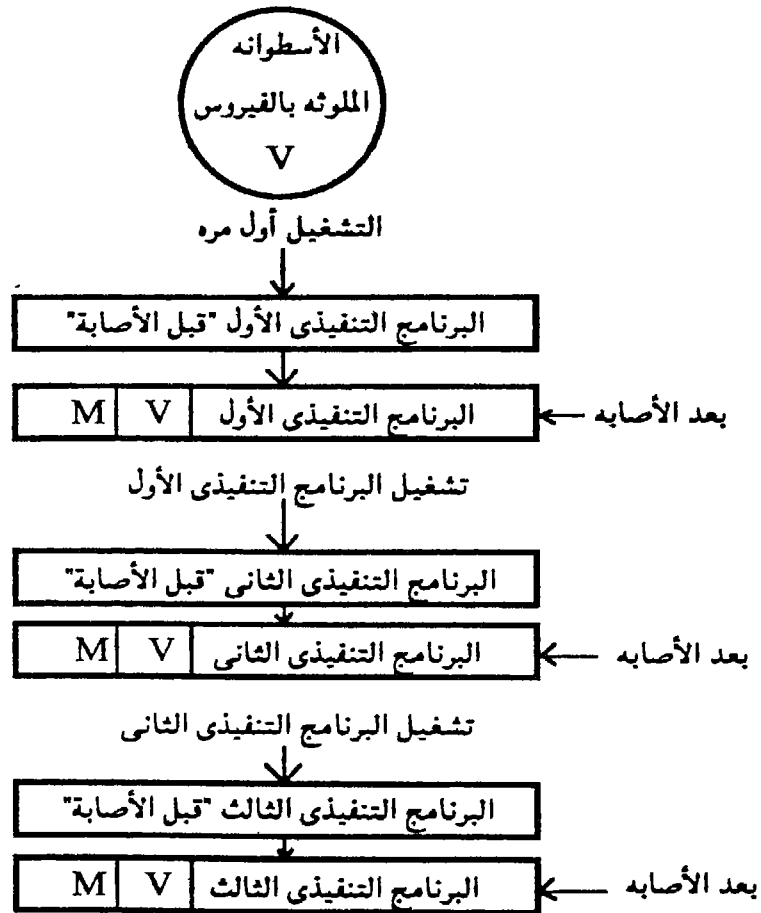 الأسطوانه
الملوثه بالفيروس
V
التشغيل أول مره
البرنامج التنفيذى الأول "قبل الأصابة"
البرنامج التنفيذى الأول V M
بعد الأصابه
تشغيل البرنامج التنفيذى الأول
البرنامج التنفيذى الثانى "قبل الأصابة"
البرنامج التنفيذى الثانى V M
بعد الأصابه
تشغيل البرنامج التنفيذى الثانى
البرنامج التنفيذى الثالث "قبل الأصابة"
البرنامج التنفيذى الثالث V M
بعد الأصابه